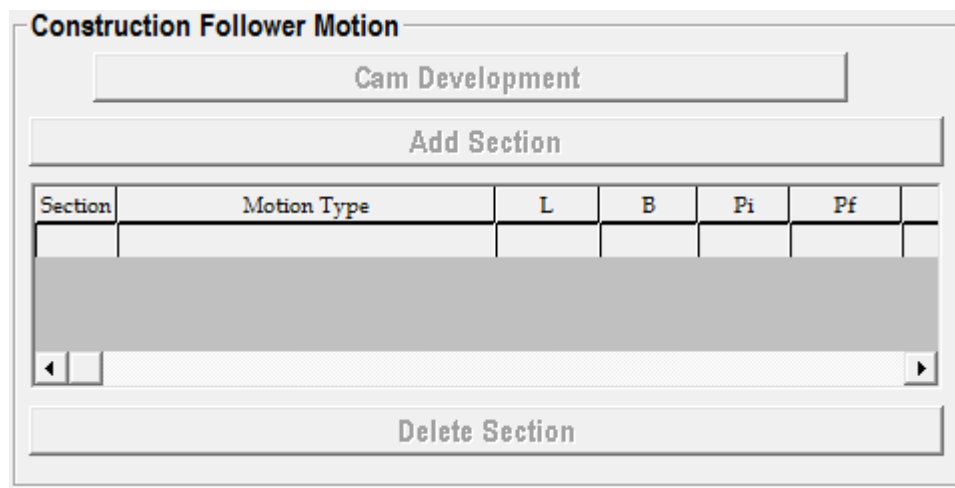 Construction Follower Motion
Cam Development
Add Section
Section Motion Type L B Pi Pf
Delete Section